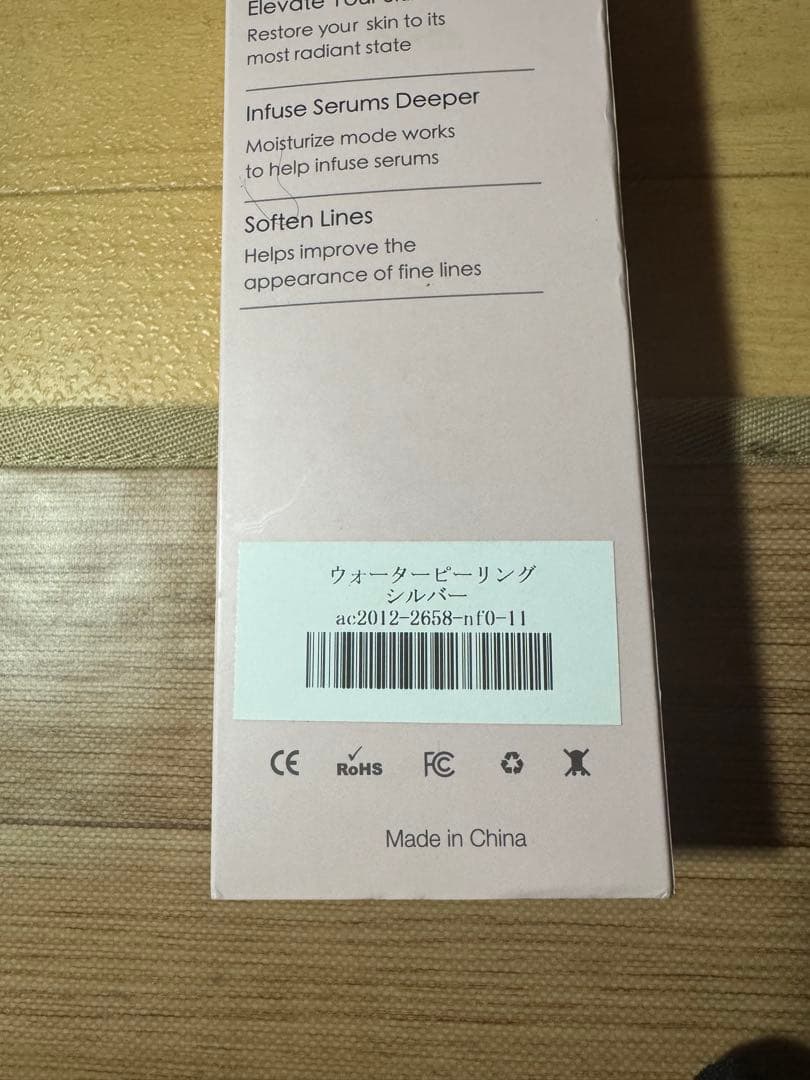 Elevate Your
Restore your skin to its
most radiant state
Infuse Serums Deeper
Moisturize mode works
to help infuse serums
Soften Lines
Helps improve the
appearance of fine lines
ウォーターピーリング
シルバー
ac2012-2658-nf0-11
CE RoHS FC
Made in China